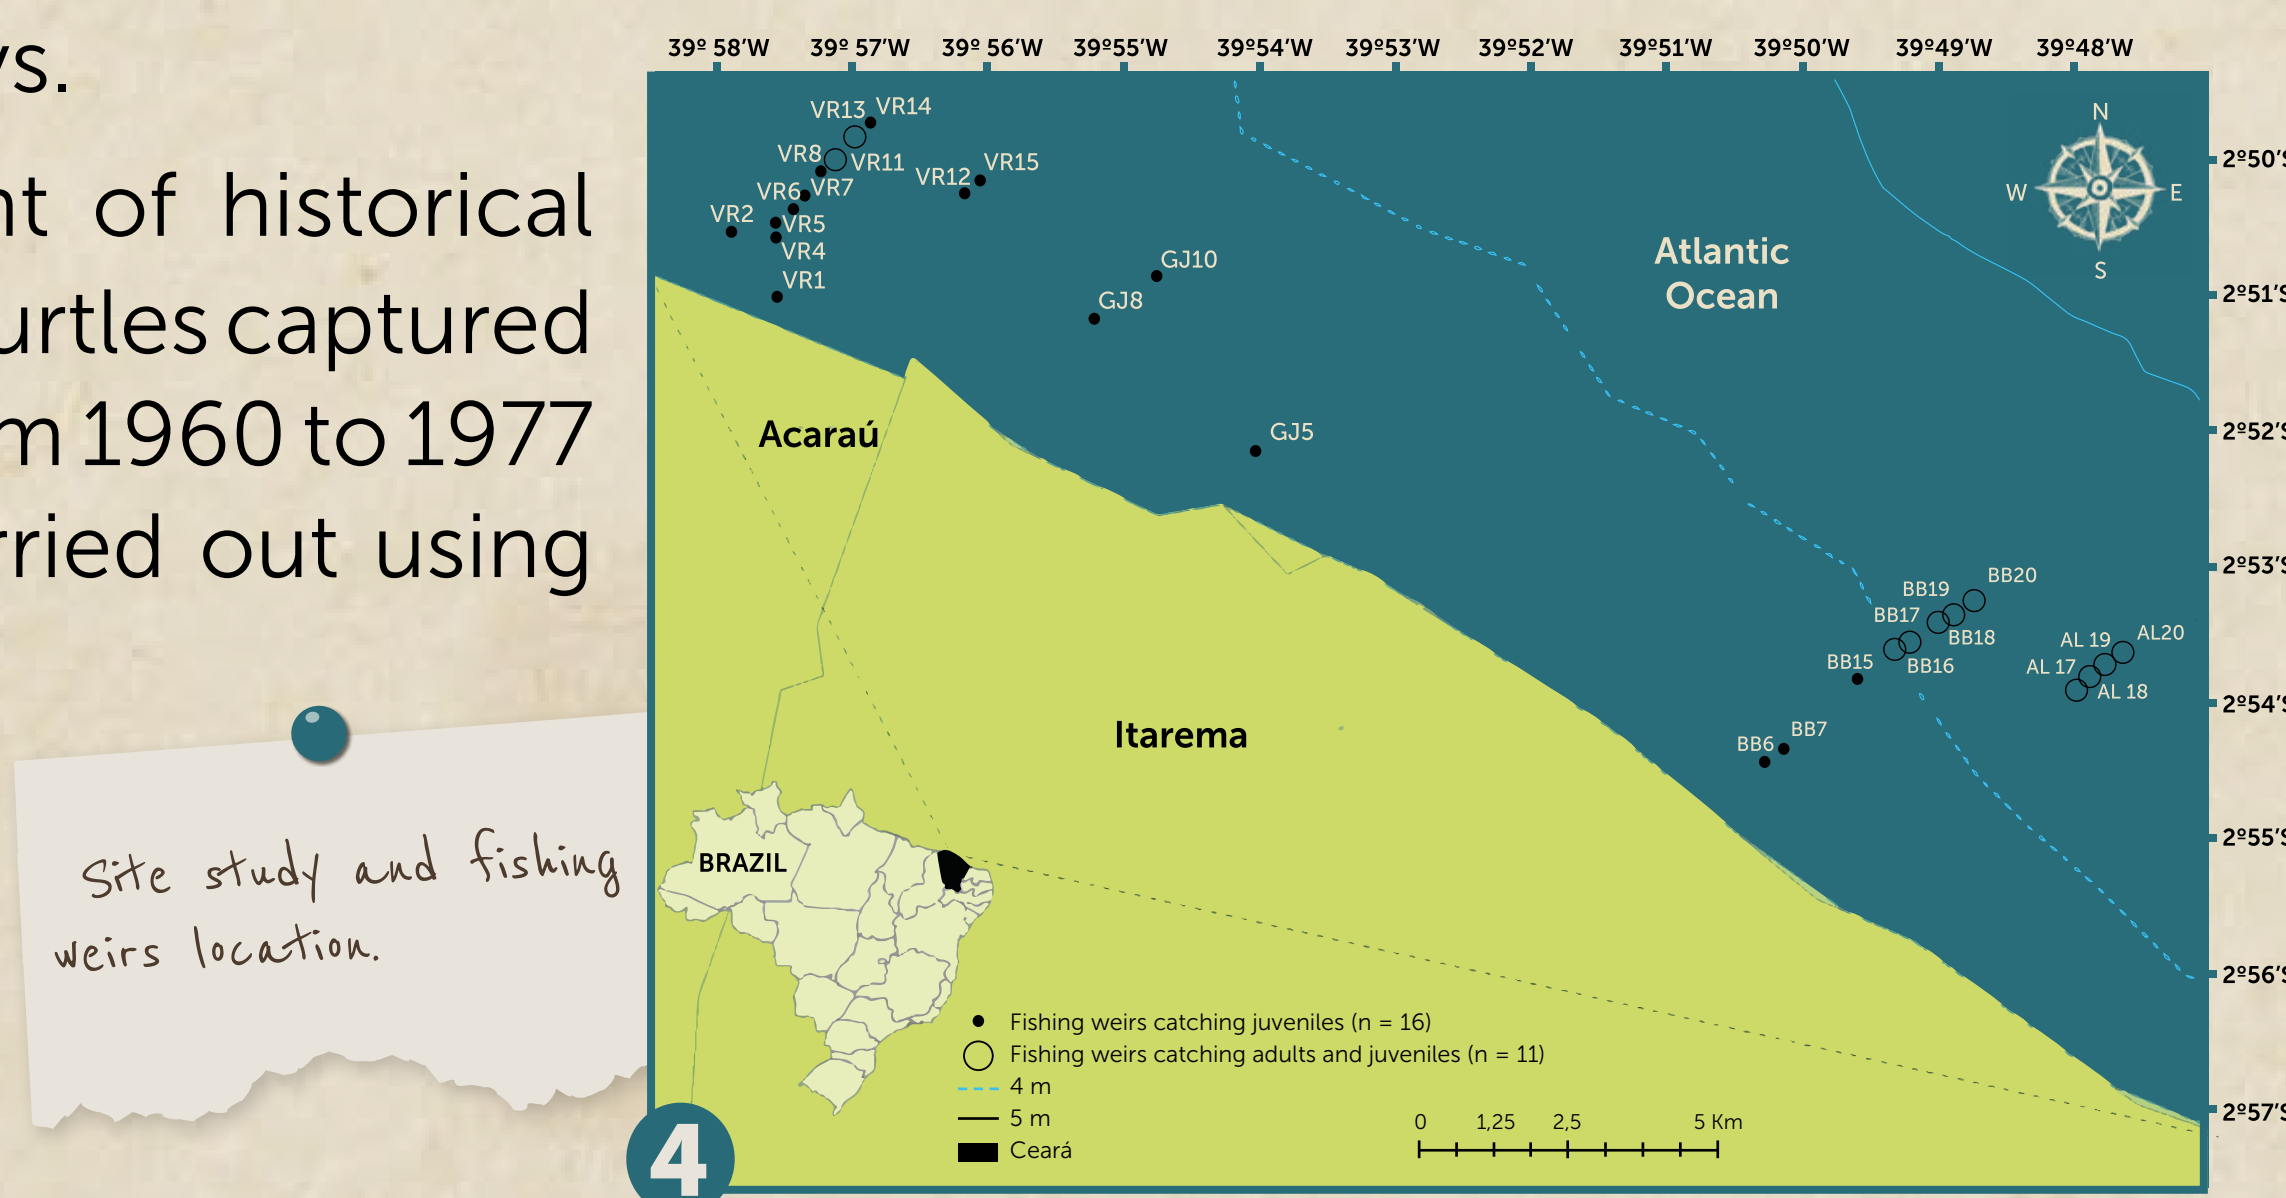 ys.
nt of historical
urtles captured
m 1960 to 1977
rried out using
Site study and fishing
weirs location.
39º 58'W 39º 57'W 39º 56'W 39º55'W 39º54'W 39º53'W 39º52'W 39º51'W 39º50'W 39º49'W 39º48'W
VR13 VR14
VR8 VR11
VR12 VR15
VR6 VR7
VR2 VR5
VR4
VR1
GJ10
GJ8
GJ5
Atlantic
Ocean
N
W E
S
2º50'S
2º51'S
2º52'S
2º53'S
2º54'S
2º55'S
2º56'S
2º57'S
BB19 BB20
BB17 BB18
BB15 BB16
AL 19 AL20
AL 17 AL 18
BB6 BB7
Acaraú
Itarema
BRAZIL
Fishing weirs catching juveniles (n = 16)
Fishing weirs catching adults and juveniles (n = 11)
4 m
5 m
Ceará
0 1,25 2,5 5 Km
4